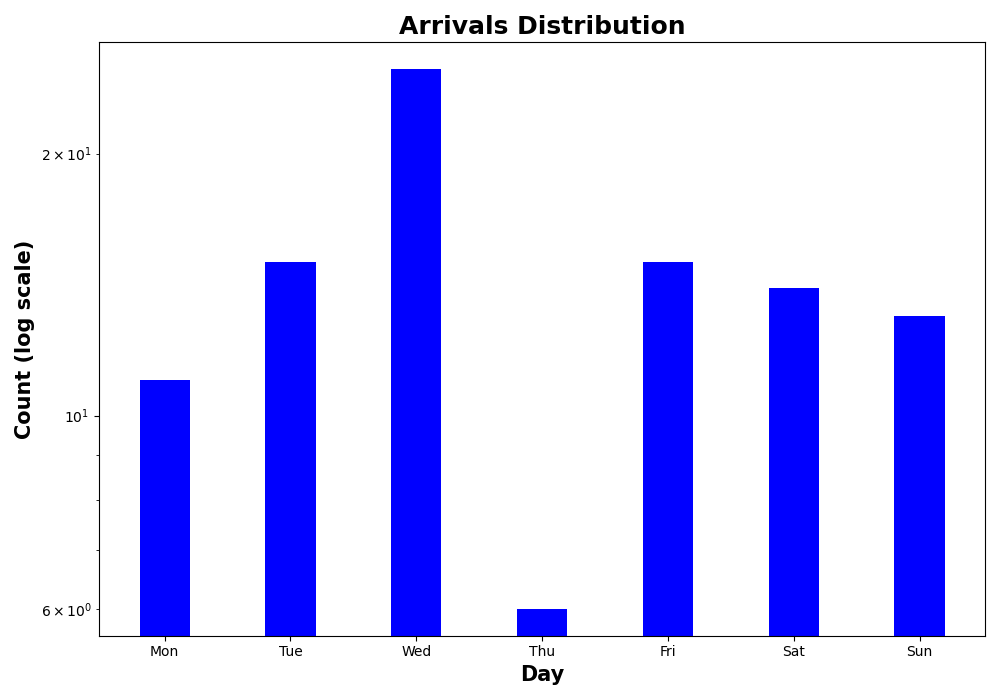 Arrivals Distribution
Count (log scale)
2 × 10¹
10¹
6 × 10⁰
Mon Tue Wed Thu Fri Sat Sun
Day